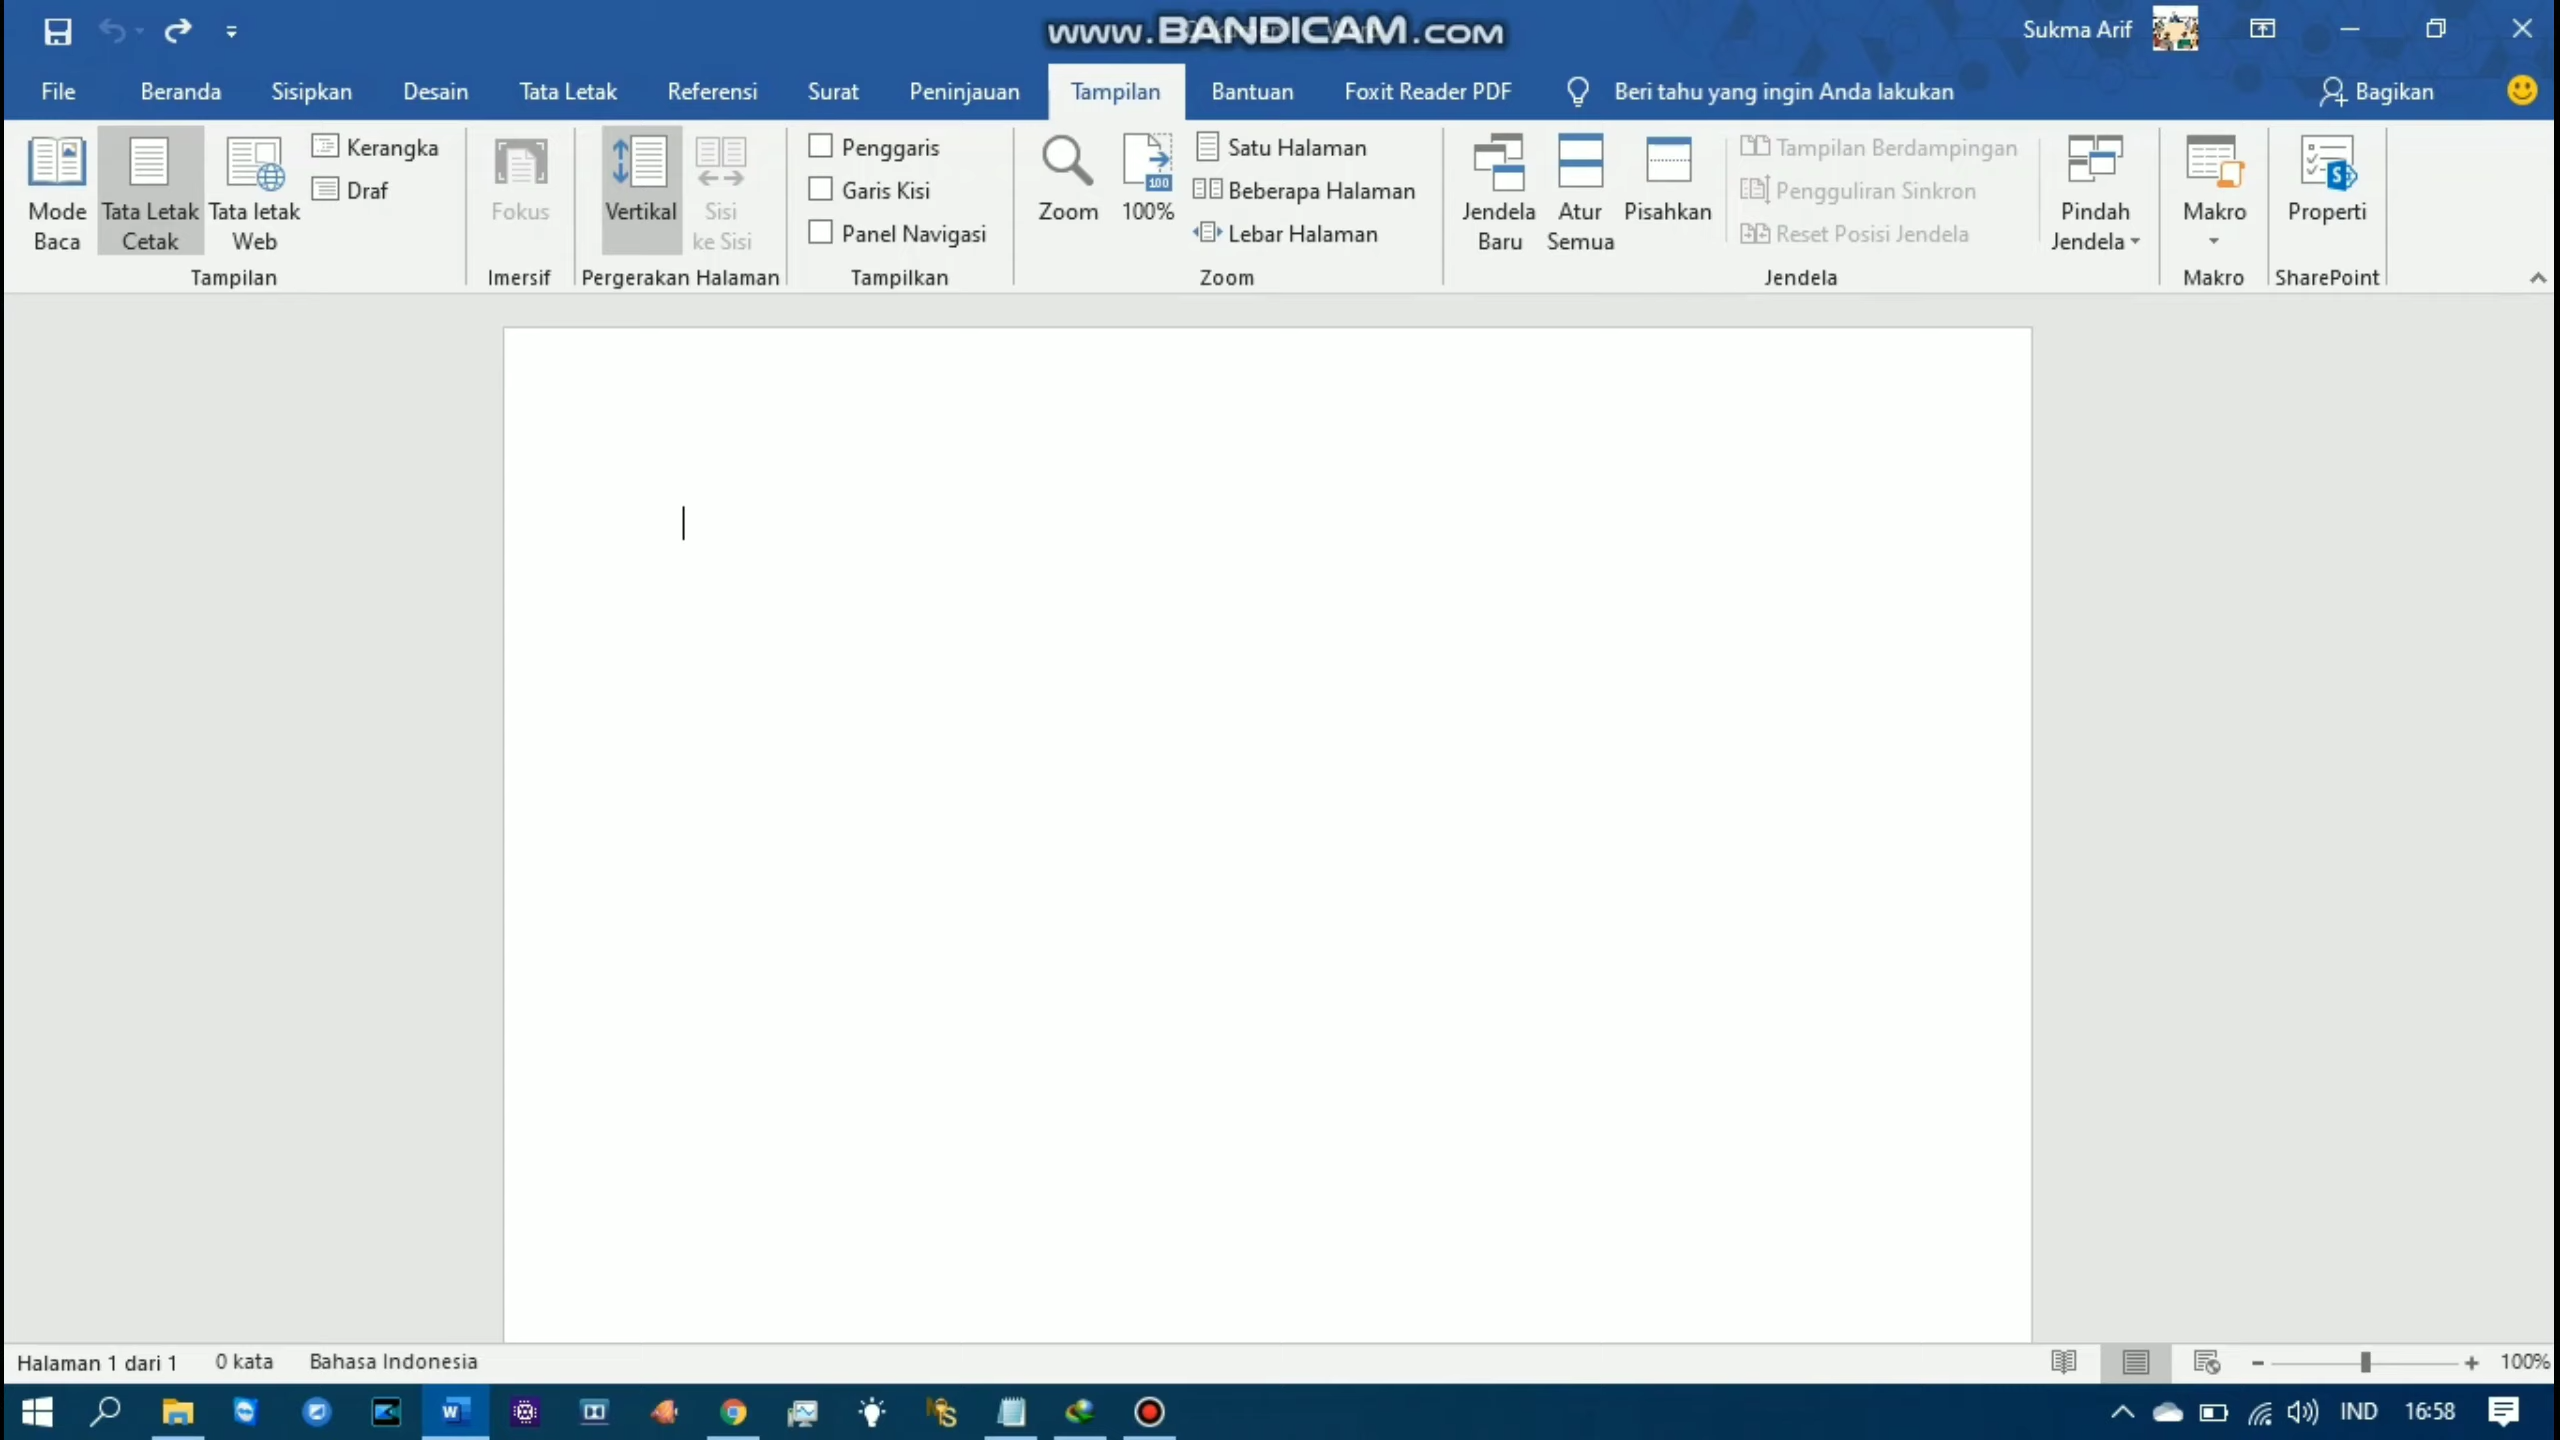 www.BANDICAM.com
Sukma Arif
File Beranda Sisipkan Desain Tata Letak Referensi Surat Peninjauan Tampilan Bantuan Foxit Reader PDF Beri tahu yang ingin Anda lakukan Bagikan
Mode Baca
Tata Letak Cetak
Tata letak Web
Kerangka
Draf
Tampilan
Fokus
Imersif
Vertikal
Sisi ke Sisi
Pergerakan Halaman
Penggaris
Garis Kisi
Panel Navigasi
Tampilkan
Zoom
100
100%
Satu Halaman
Beberapa Halaman
Lebar Halaman
Zoom
Jendela Baru
Atur Semua
Pisahkan
Tampilan Berdampingan
Pengguliran Sinkron
Reset Posisi Jendela
Pindah Jendela
Jendela
Makro
Makro
Properti
SharePoint
Halaman 1 dari 1 0 kata Bahasa Indonesia 100%
IND 16:58